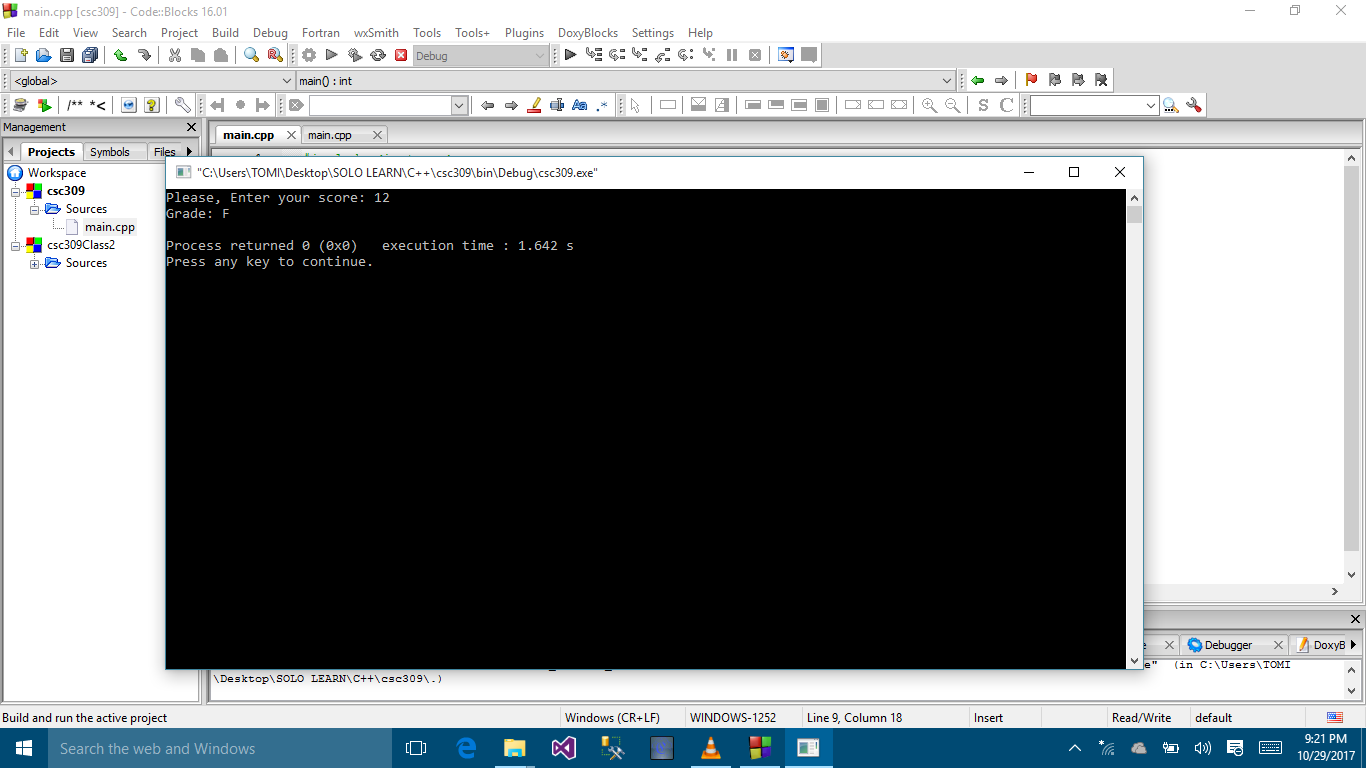 main.cpp [csc309] - Code::Blocks 16.01
File Edit View Search Project Build Debug Fortran wxSmith Tools Tools+ Plugins DoxyBlocks Settings Help
Debug
<global> main() : int
/** *<
Aa .*
S C
Management
main.cpp main.cpp
Projects Symbols Files
Workspace
csc309
Sources
main.cpp
csc309Class2
Sources
"C:\Users\TOMI\Desktop\SOLO LEARN\C++\csc309\bin\Debug\csc309.exe"
Please, Enter your score: 12
Grade: F
Process returned 0 (0x0) execution time : 1.642 s
Press any key to continue.
Debugger DoxyB
e" (in C:\Users\TOMI
\Desktop\SOLO LEARN\C++\csc309\.)
Build and run the active project Windows (CR+LF) WINDOWS-1252 Line 9, Column 18 Insert Read/Write default
Search the web and Windows
9:21 PM
10/29/2017